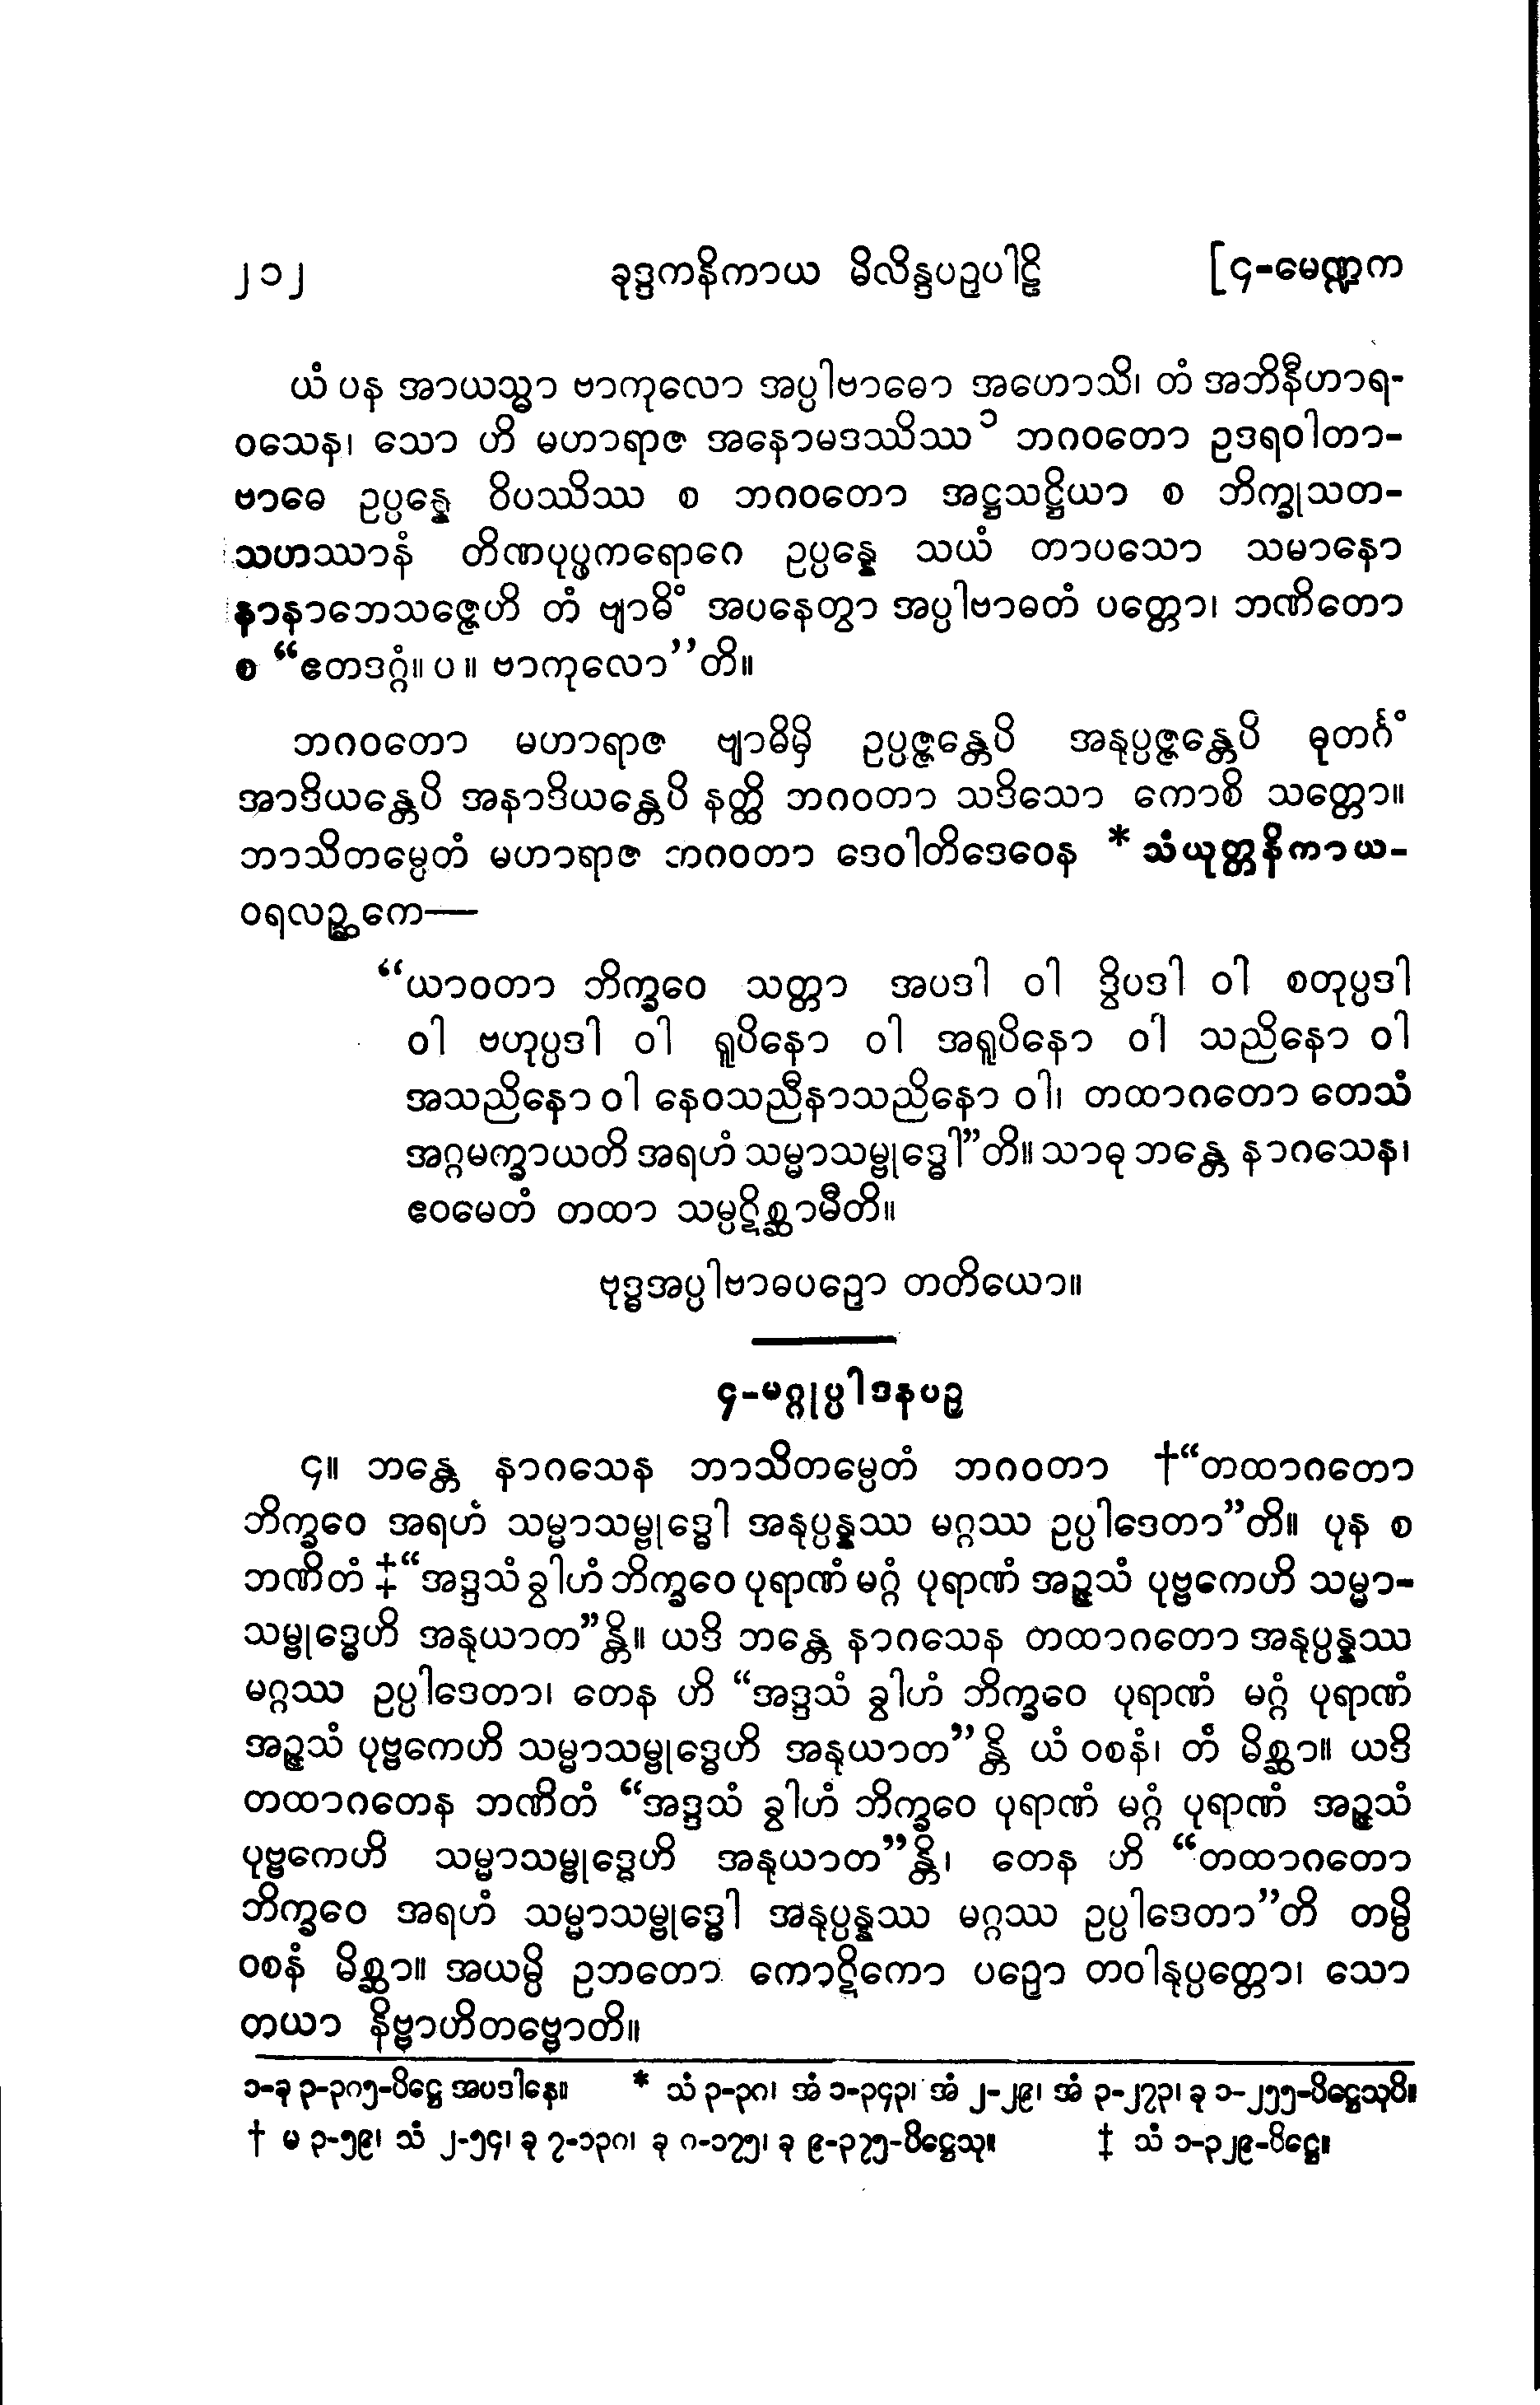 ၂၁၂ ခုဒ္ဒကနိကာယ မိလိန္ဒပဉှပါဠိ [၄-မေဏ္ဍက
ယံ ပန အာယသ္မာ ဗာကုလော အပ္ပါဗာဓော အဟောသိ၊ တံ အဘိနီဟာရ-
ဝသေန၊ သော ဟိ မဟာရာဇ အနောမဒဿိဿ ၁ ဘဂဝတော ဥဒရဝါတာ-
ဗာဓေ ဥပ္ပန္နေ ဝိပဿိဿ စ ဘဂဝတော အဋ္ဌသဋ္ဌိယာ စ ဘိက္ခုသတ-
သဟဿာနံ တိဏပုပ္ဖကရောဂေ ဥပ္ပန္နေ သယံ တာပသော သမာနော
နာနာဘေသဇ္ဇေဟိ တံ ဗျာဓိံ အပနေတွာ အပ္ပါဗာဓတံ ပတ္တော၊ ဘဏိတော
စ “ဧတဒဂ္ဂံ။ ပ ။ ဗာကုလော”တိ။
ဘဂဝတော မဟာရာဇ ဗျာဓိမှိ ဥပ္ပဇ္ဇန္တေပိ အနုပ္ပဇ္ဇန္တေပိ ဓုတင်္ဂံ
အာဒိယန္တေပိ အနာဒိယန္တေပိ နတ္ထိ ဘဂဝတာ သဒိသော ကောစိ သတ္တော။
ဘာသိတမ္ပေတံ မဟာရာဇ ဘဂဝတာ ဒေဝါတိဒေဝေန * သံယုတ္တနိကာယ-
ဝရလဉ္ဆကေ—
“ယာဝတာ ဘိက္ခဝေ သတ္တာ အပဒါ ဝါ ဒွိပဒါ ဝါ စတုပ္ပဒါ
ဝါ ဗဟုပ္ပဒါ ဝါ ရူပိနော ဝါ အရူပိနော ဝါ သညိနော ဝါ
အသညိနော ဝါ နေဝသညီနာသညိနော ဝါ၊ တထာဂတော တေသံ
အဂ္ဂမက္ခာယတိ အရဟံ သမ္မာသမ္ဗုဒ္ဓေါ”တိ။ သာဓု ဘန္တေ နာဂသေန၊
ဧဝမေတံ တထာ သမ္ပဋိစ္ဆာမီတိ။
ဗုဒ္ဓအပ္ပါဗာဓပဉှော တတိယော။
၄-မဂ္ဂုပ္ပါဒနပဉှ
၄။ ဘန္တေ နာဂသေန ဘာသိတမ္ပေတံ ဘဂဝတာ †“တထာဂတော
ဘိက္ခဝေ အရဟံ သမ္မာသမ္ဗုဒ္ဓေါ အနုပ္ပန္နဿ မဂ္ဂဿ ဥပ္ပါဒေတာ”တိ။ ပုန စ
ဘဏိတံ ‡“အဒ္ဒသံ ခွါဟံ ဘိက္ခဝေ ပုရာဏံ မဂ္ဂံ ပုရာဏံ အဉ္ဇသံ ပုဗ္ဗကေဟိ သမ္မာ-
သမ္ဗုဒ္ဓေဟိ အနုယာတ”န္တိ။ ယဒိ ဘန္တေ နာဂသေန တထာဂတော အနုပ္ပန္နဿ
မဂ္ဂဿ ဥပ္ပါဒေတာ၊ တေန ဟိ “အဒ္ဒသံ ခွါဟံ ဘိက္ခဝေ ပုရာဏံ မဂ္ဂံ ပုရာဏံ
အဉ္ဇသံ ပုဗ္ဗကေဟိ သမ္မာသမ္ဗုဒ္ဓေဟိ အနုယာတ”န္တိ ယံ ဝစနံ၊ တံ မိစ္ဆာ။ ယဒိ
တထာဂတေန ဘဏိတံ “အဒ္ဒသံ ခွါဟံ ဘိက္ခဝေ ပုရာဏံ မဂ္ဂံ ပုရာဏံ အဉ္ဇသံ
ပုဗ္ဗကေဟိ သမ္မာသမ္ဗုဒ္ဓေဟိ အနုယာတ”န္တိ၊ တေန ဟိ “တထာဂတော
ဘိက္ခဝေ အရဟံ သမ္မာသမ္ဗုဒ္ဓေါ အနုပ္ပန္နဿ မဂ္ဂဿ ဥပ္ပါဒေတာ”တိ တမ္ပိ
ဝစနံ မိစ္ဆာ။ အယမ္ပိ ဥဘတော ကောဋိကော ပဉှော တဝါနုပ္ပတ္တော၊ သော
တယာ နိဗ္ဗာဟိတဗ္ဗောတိ။
၁-ခု ၃-၃၈၅-ပိဋ္ဌေ အပဒါနေ။ * သံ ၃-၃၈၊ အံ ၁-၃၄၃၊ အံ ၂-၂၉၊ အံ ၃-၂၇၃၊ ခု ၁-၂၅၅-ပိဋ္ဌေသုပိ။
† မ ၃-၅၉၊ သံ ၂-၅၄၊ ခု ၇-၁၃၈၊ ခု ၈-၁၇၅၊ ခု ၉-၃၇၅-ပိဋ္ဌေသု။ ‡ သံ ၁-၃၂၉-ပိဋ္ဌေ။